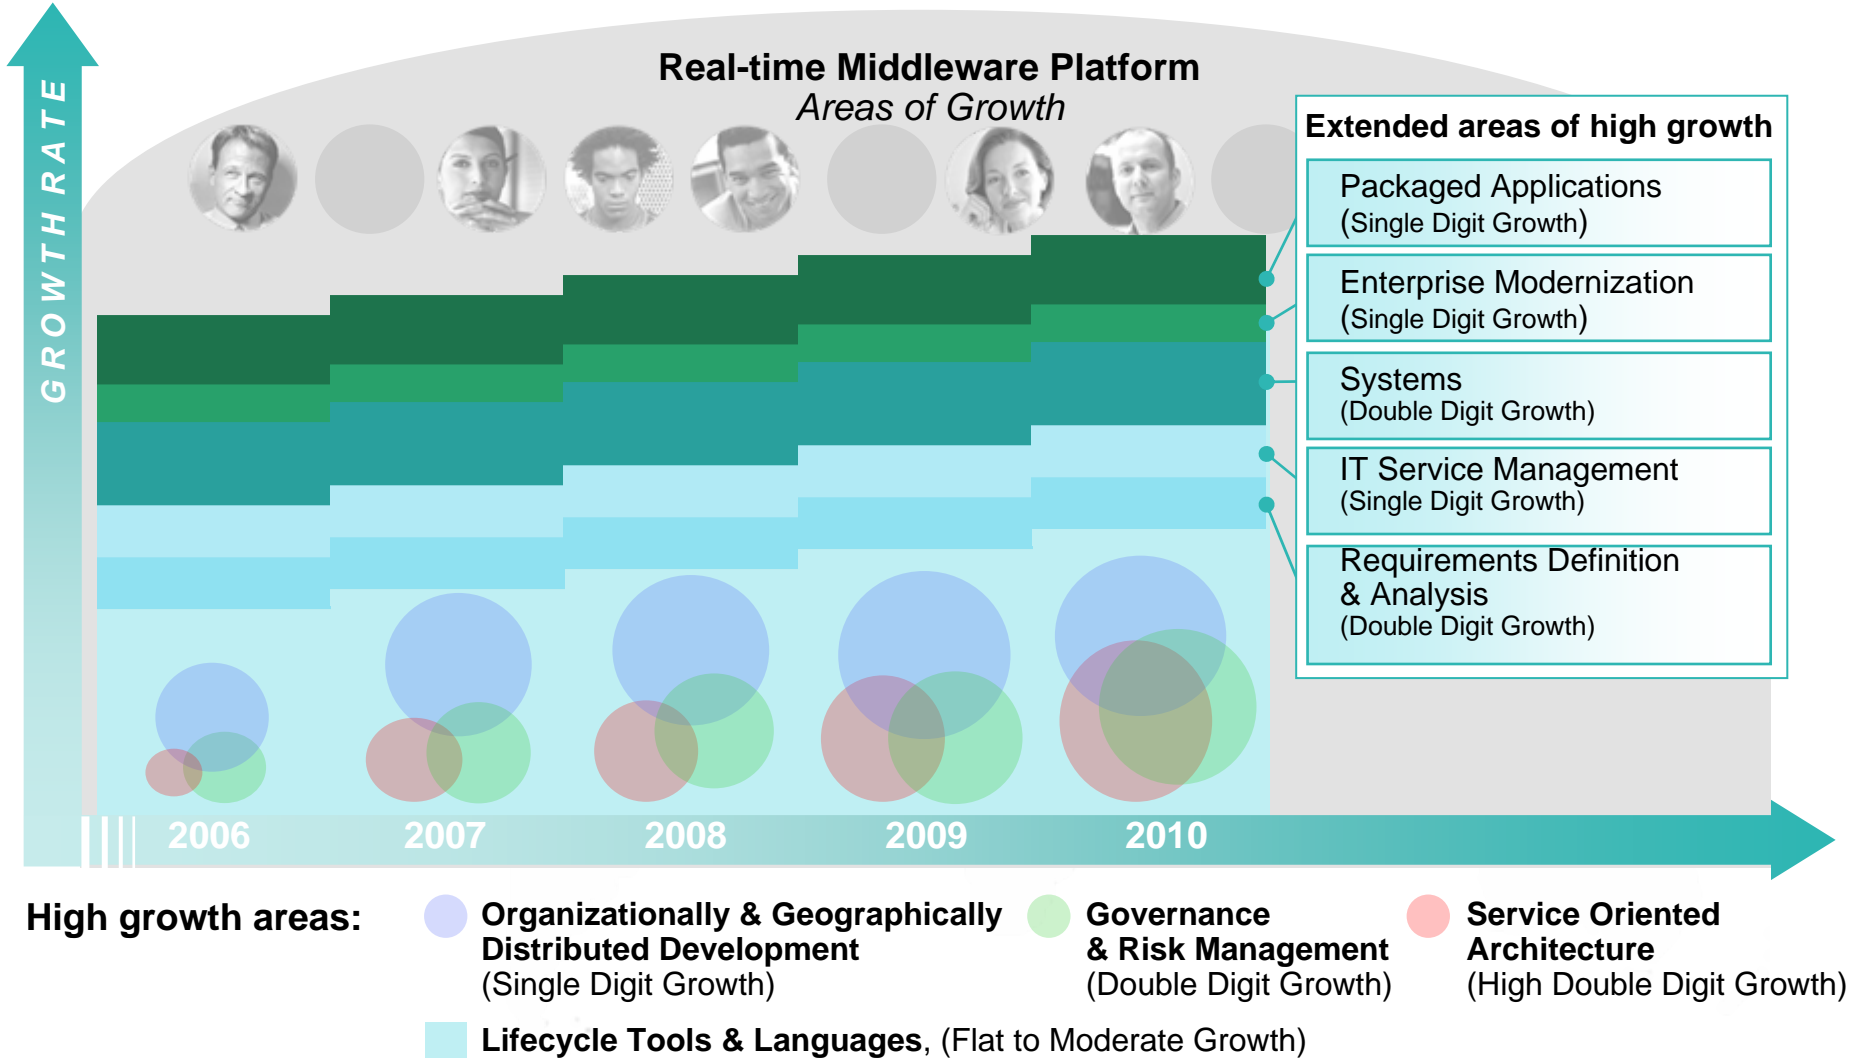 GROWTH RATE
Real-time Middleware Platform
Areas of Growth
Extended areas of high growth
Packaged Applications
(Single Digit Growth)
Enterprise Modernization
(Single Digit Growth)
Systems
(Double Digit Growth)
IT Service Management
(Single Digit Growth)
Requirements Definition
& Analysis
(Double Digit Growth)
2006
2007
2008
2009
2010
High growth areas:
Organizationally & Geographically
Distributed Development
(Single Digit Growth)
Governance
& Risk Management
(Double Digit Growth)
Service Oriented
Architecture
(High Double Digit Growth)
Lifecycle Tools & Languages, (Flat to Moderate Growth)